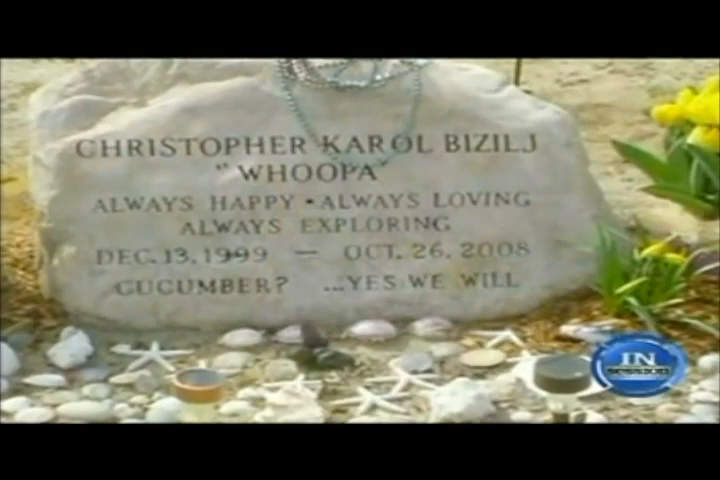 CHRISTOPHER KAROL BIZILJ
"WHOOPA"
ALWAYS HAPPY • ALWAYS LOVING
ALWAYS EXPLORING
DEC. 13. 1999 — OCT. 26. 2008
CUCUMBER? ...YES WE WILL
IN
SESSION